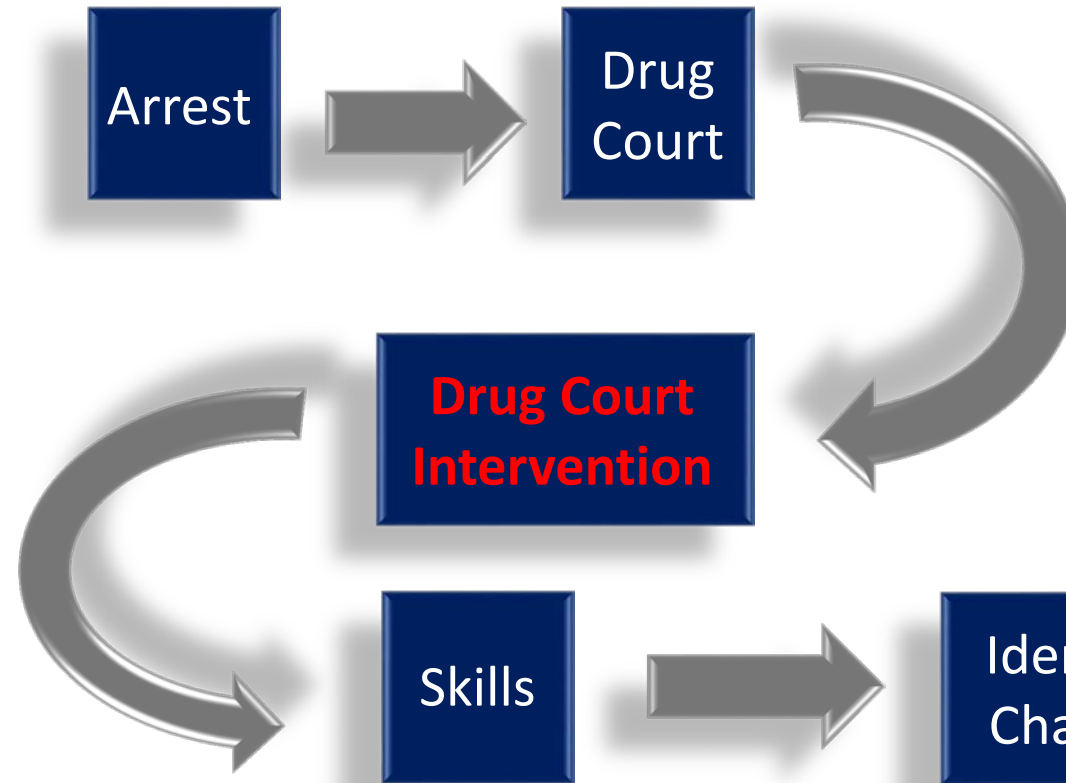 Arrest
Drug
Court
Drug Court
Intervention
Skills